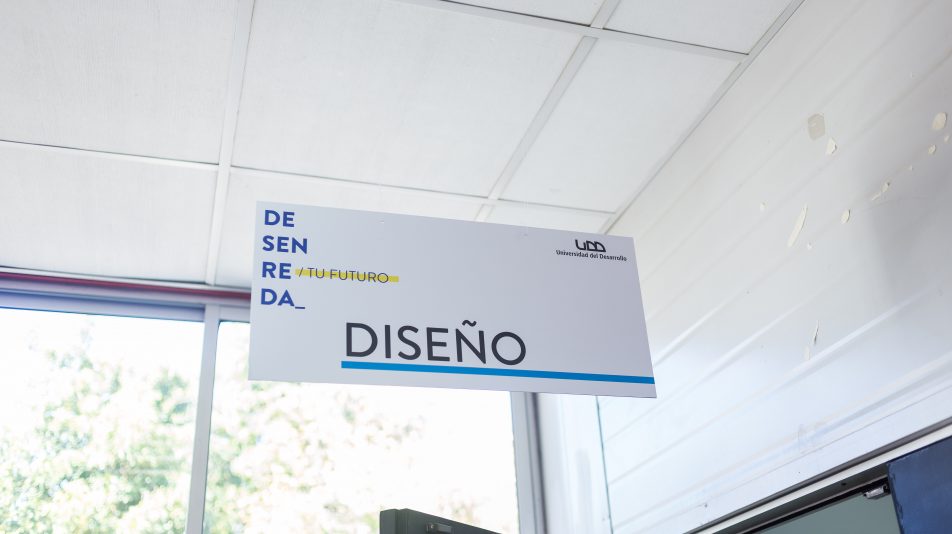 DE
SEN
RE / TU FUTURO
DA_
UDD
Universidad del Desarrollo
DISEÑO